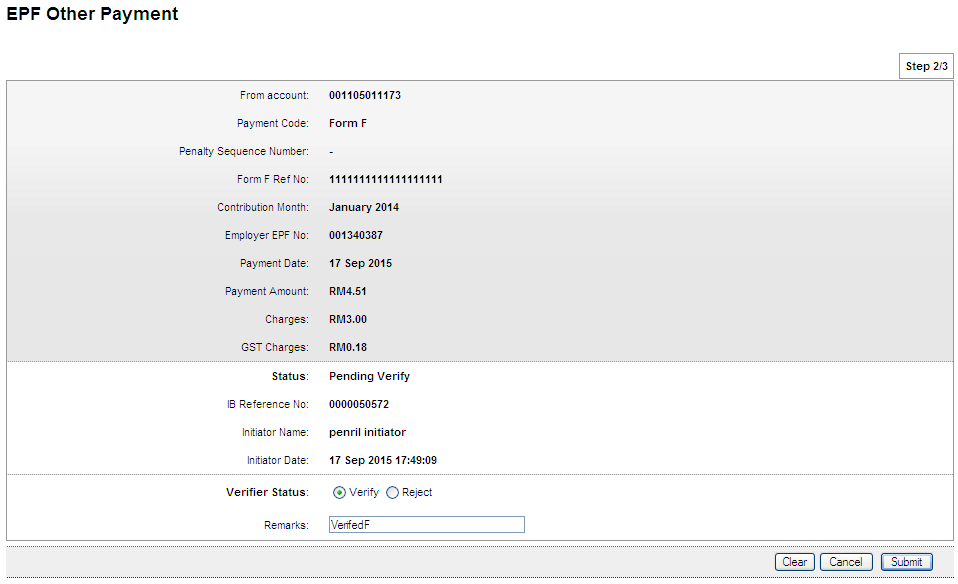 EPF Other Payment
Step 2/3
From account: 001105011173
Payment Code: Form F
Penalty Sequence Number: -
Form F Ref No: 1111111111111111111
Contribution Month: January 2014
Employer EPF No: 001340387
Payment Date: 17 Sep 2015
Payment Amount: RM4.51
Charges: RM3.00
GST Charges: RM0.18
Status: Pending Verify
IB Reference No: 0000050572
Initiator Name: penril initiator
Initiator Date: 17 Sep 2015 17:49:09
Verifier Status: Verify Reject
Remarks: VerifedF
Clear Cancel Submit